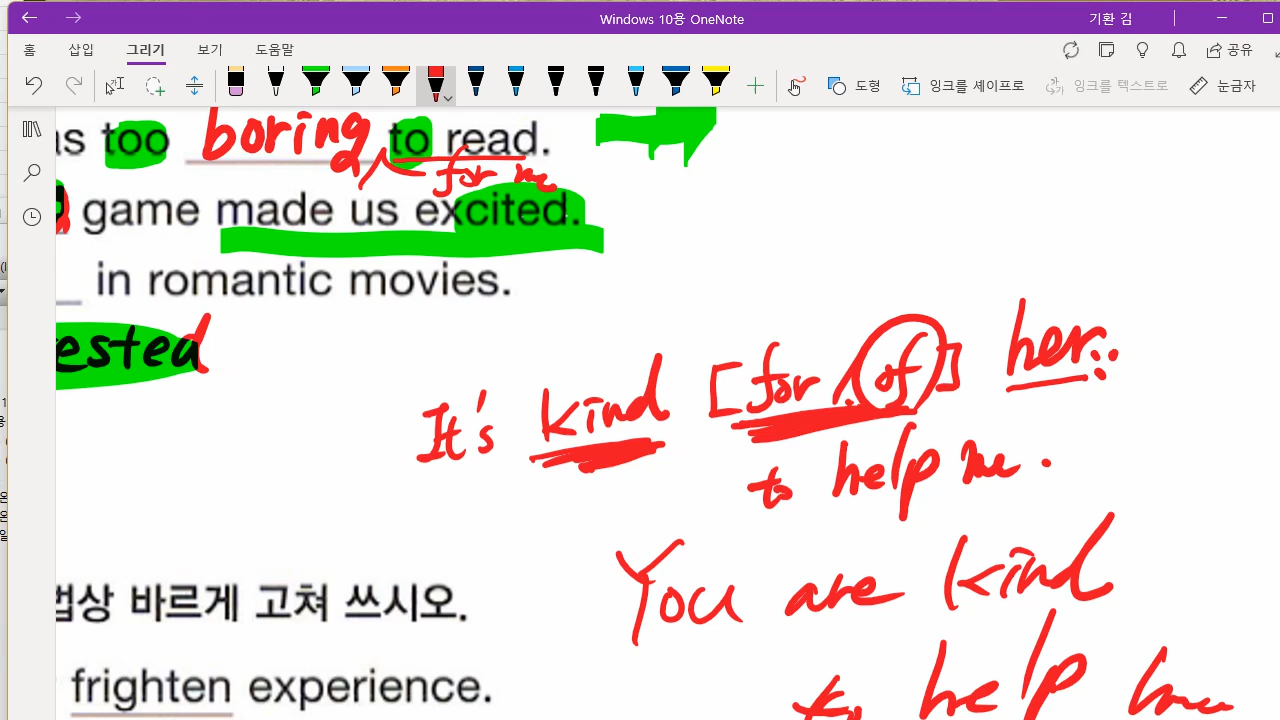 Windows 10용 OneNote
기환 김
홈 삽입 그리기 보기 도움말
공유
도형 잉크를 셰이프로 잉크를 텍스트로 눈금자
too boring to read.
for me
game made us excited.
in romantic movies.
ested
It's kind [for, of] her
to help me.
You are kind
법상 바르게 고쳐 쓰시오.
to help
frighten experience.